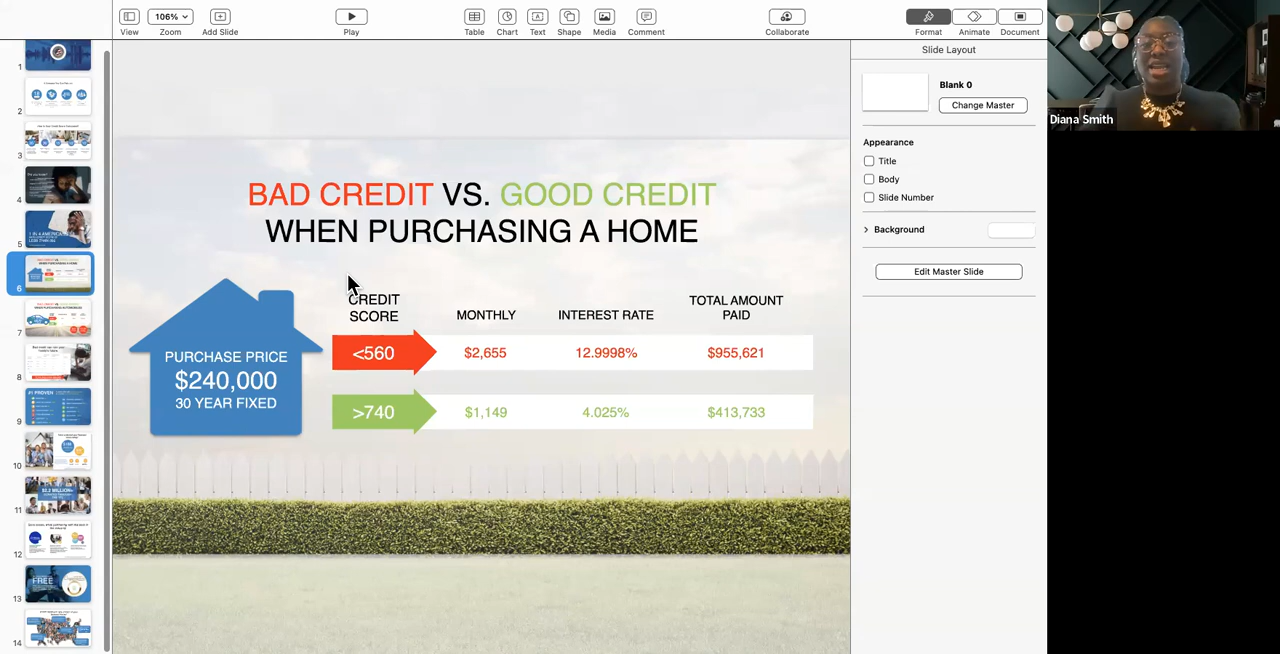 106%
View
Zoom
Add Slide
Play
Table
Chart
Text
Shape
Media
Comment
Collaborate
Format
Animate
Document
Slide Layout
Blank 0
Change Master
Appearance
Title
Body
Slide Number
Background
Edit Master Slide
Diana Smith
1
2
3
4
5
6
7
8
9
10
11
12
13
14
BAD CREDIT VS. GOOD CREDIT
WHEN PURCHASING A HOME
PURCHASE PRICE
$240,000
30 YEAR FIXED
CREDIT
SCORE
MONTHLY
INTEREST RATE
TOTAL AMOUNT
PAID
<560
$2,655
12.9998%
$955,621
>740
$1,149
4.025%
$413,733